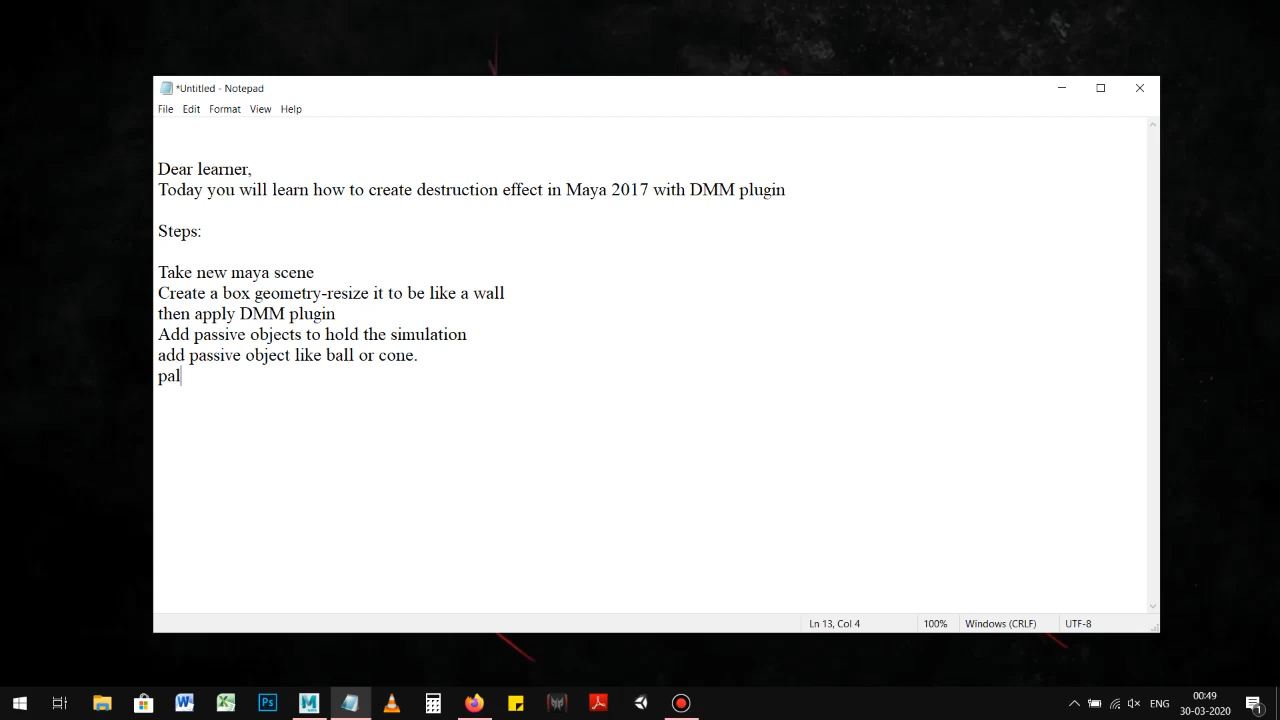 *Untitled - Notepad
File Edit Format View Help
Dear learner,
Today you will learn how to create destruction effect in Maya 2017 with DMM plugin
Steps:
Take new maya scene
Create a box geometry-resize it to be like a wall
then apply DMM plugin
Add passive objects to hold the simulation
add passive object like ball or cone.
pal
Ln 13, Col 4 100% Windows (CRLF) UTF-8
ENG 00:49
30-03-2020